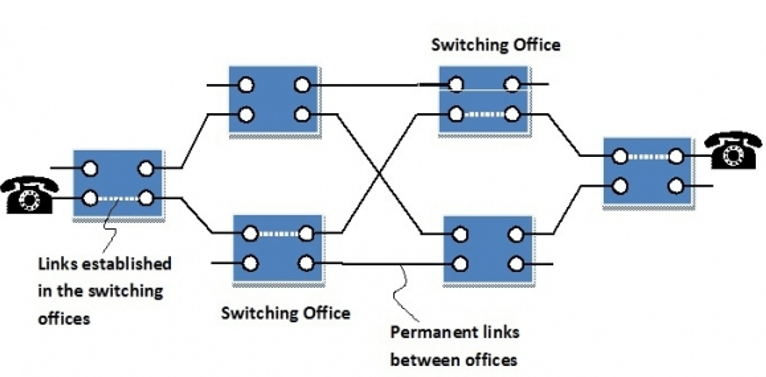 Switching Office
Links established
in the switching
offices
Switching Office
Permanent links
between offices